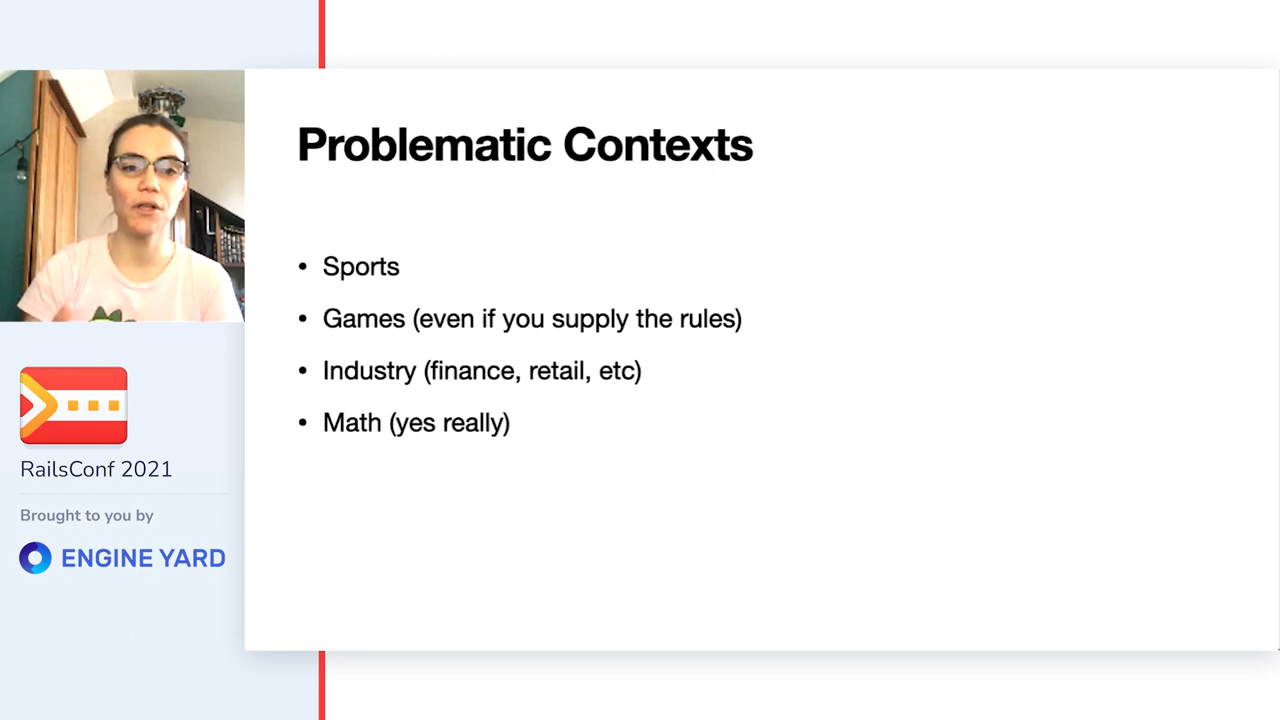 Problematic Contexts
• Sports
• Games (even if you supply the rules)
• Industry (finance, retail, etc)
• Math (yes really)
RailsConf 2021
Brought to you by
ENGINE YARD